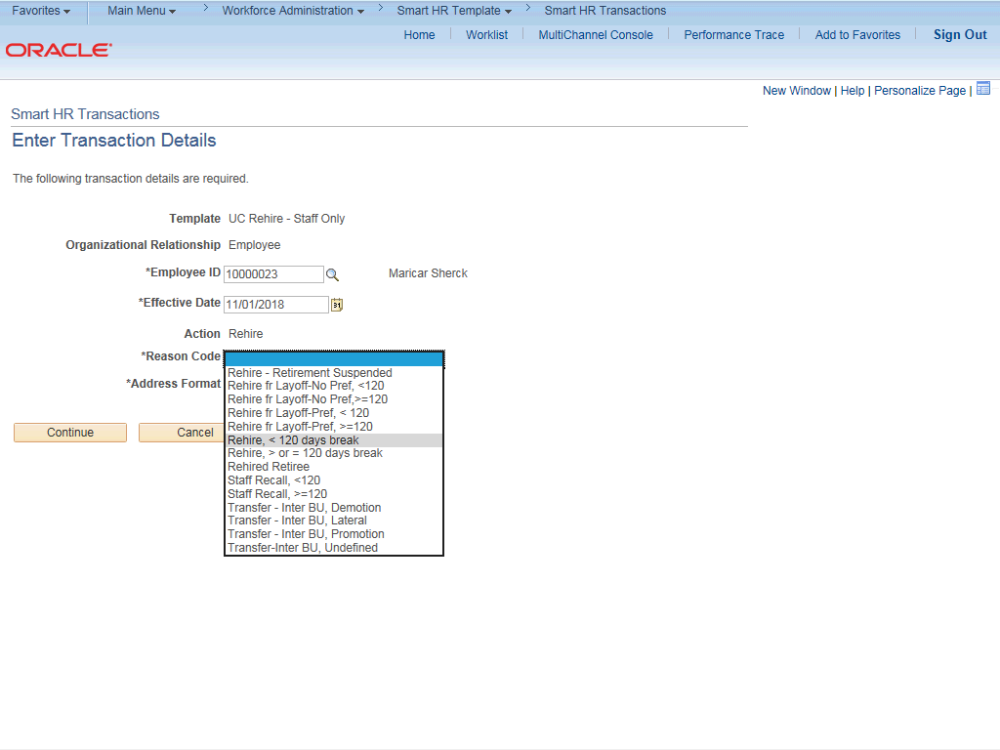 Favorites Main Menu > Workforce Administration > Smart HR Template > Smart HR Transactions
Home Worklist MultiChannel Console Performance Trace Add to Favorites Sign Out
ORACLE
New Window | Help | Personalize Page |
Smart HR Transactions
Enter Transaction Details
The following transaction details are required.
Template UC Rehire - Staff Only
Organizational Relationship Employee
*Employee ID 10000023 Maricar Sherck
*Effective Date 11/01/2018 31
Action Rehire
*Reason Code
*Address Format
Rehire - Retirement Suspended
Rehire fr Layoff-No Pref, <120
Rehire fr Layoff-No Pref,>=120
Rehire fr Layoff-Pref, < 120
Rehire fr Layoff-Pref, >=120
Rehire, < 120 days break
Rehire, > or = 120 days break
Rehired Retiree
Staff Recall, <120
Staff Recall, >=120
Transfer - Inter BU, Demotion
Transfer - Inter BU, Lateral
Transfer - Inter BU, Promotion
Transfer-Inter BU, Undefined
Continue Cancel